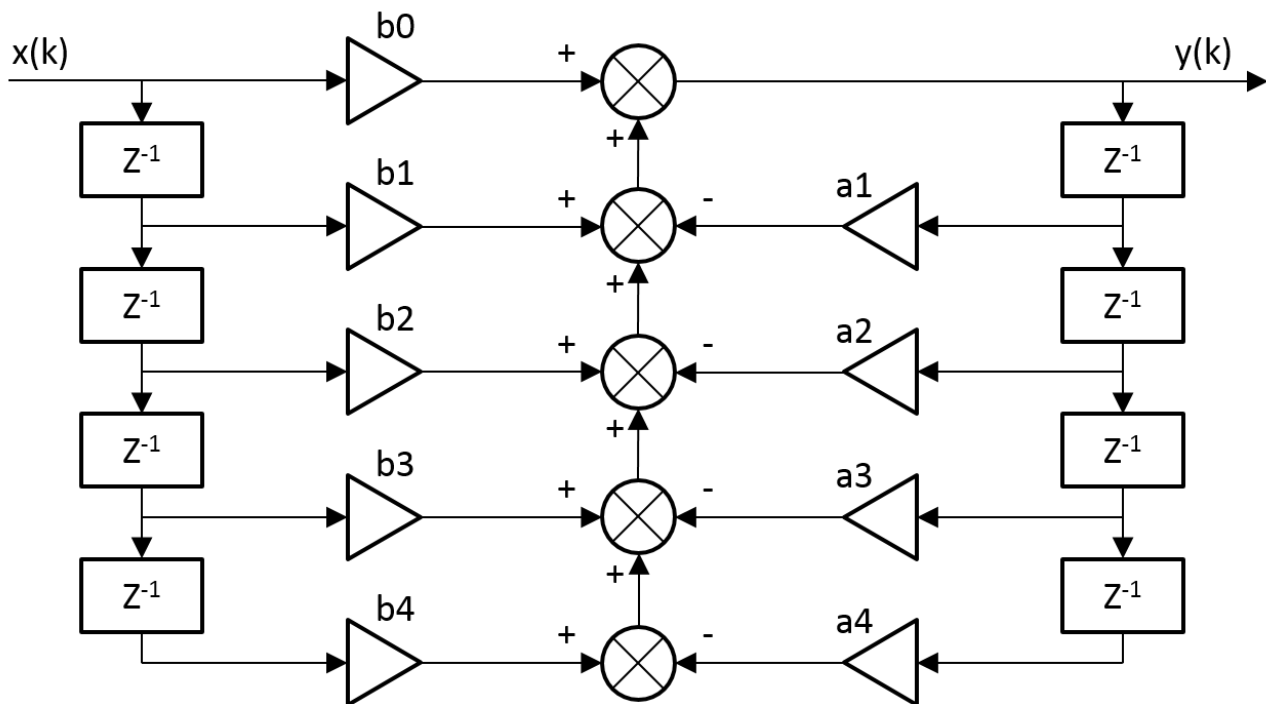 b0
x(k) + y(k)
Z⁻¹ + Z⁻¹
b1 + - a1
Z⁻¹ + Z⁻¹
b2 + - a2
Z⁻¹ + Z⁻¹
b3 + - a3
Z⁻¹ + Z⁻¹
b4 + - a4